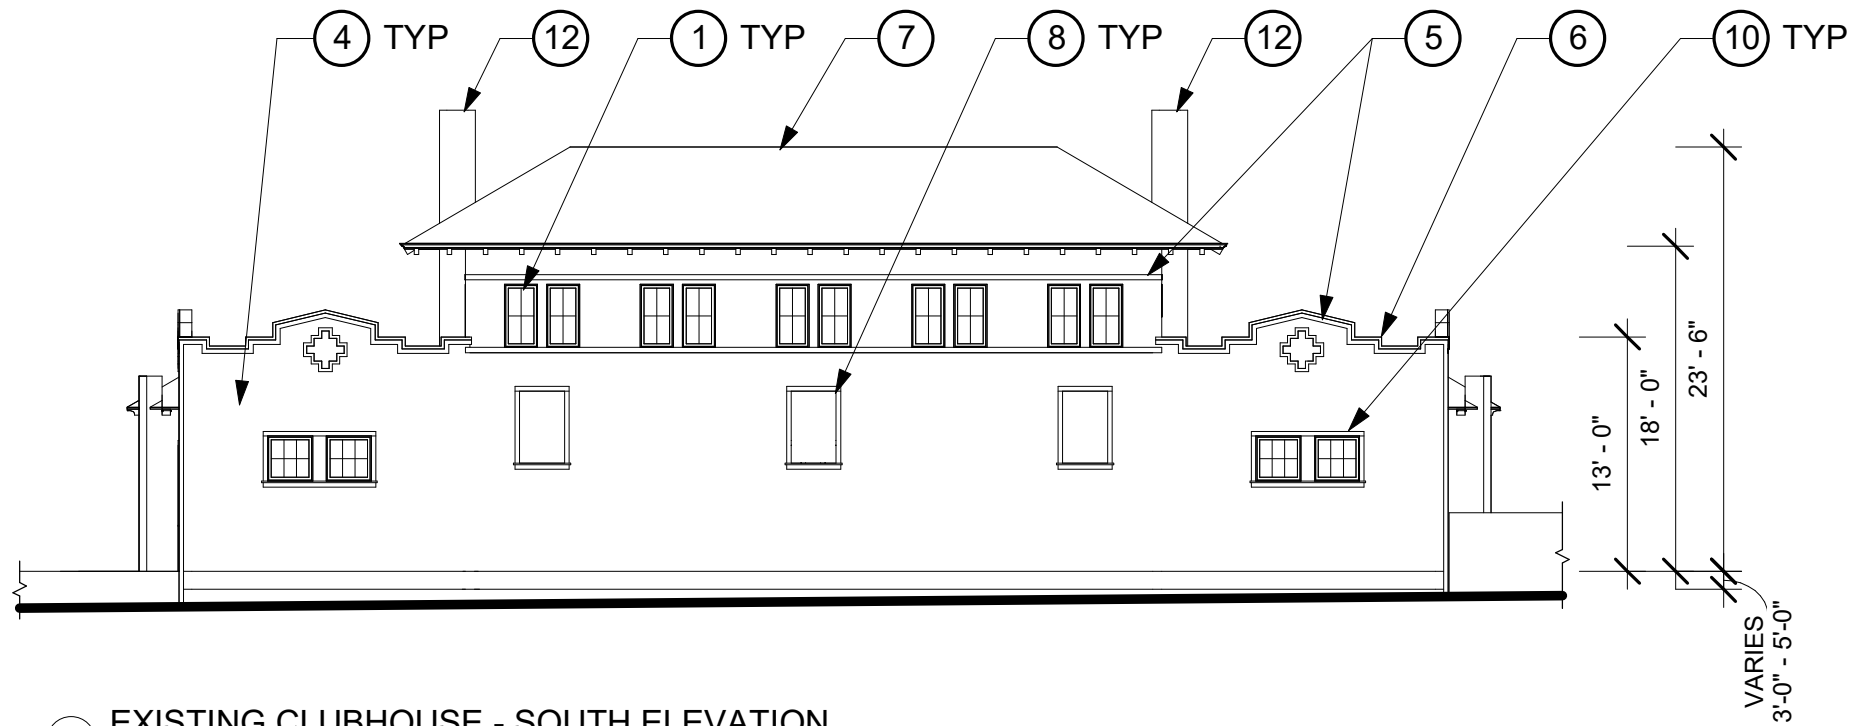 4 TYP
12
1 TYP
7
8 TYP
12
5
6
10 TYP
13' - 0"
18' - 0"
23' - 6"
VARIES
3'-0" - 5'-0"
EXISTING CLUBHOUSE - SOUTH ELEVATION